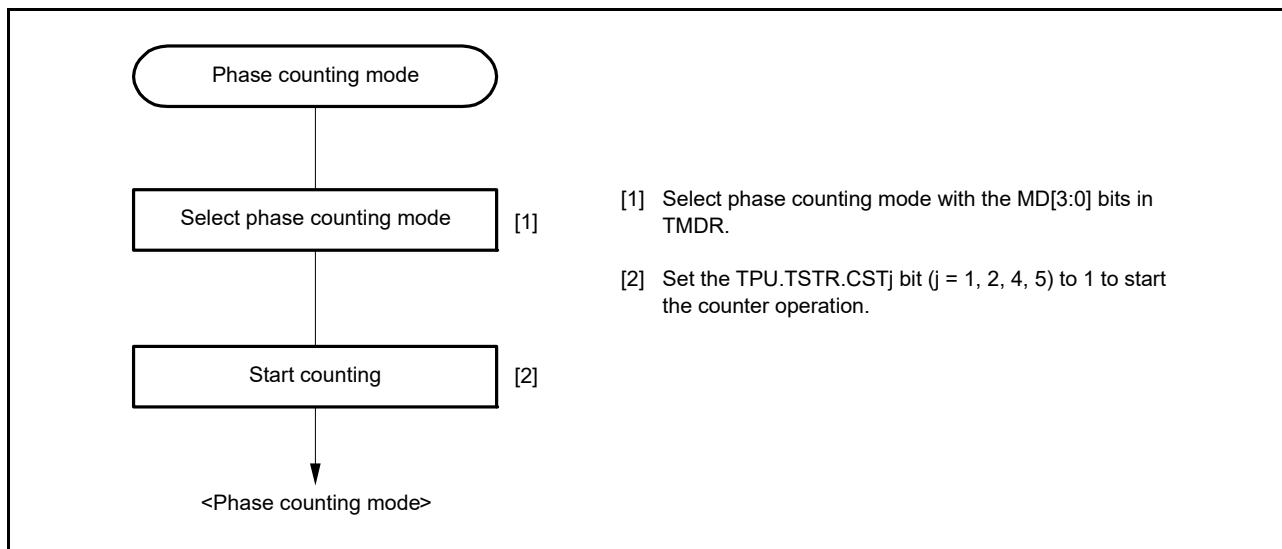 Phase counting mode
Select phase counting mode [1]
[1] Select phase counting mode with the MD[3:0] bits in
TMDR.
[2] Set the TPU.TSTR.CSTj bit (j = 1, 2, 4, 5) to 1 to start
the counter operation.
Start counting [2]
<Phase counting mode>